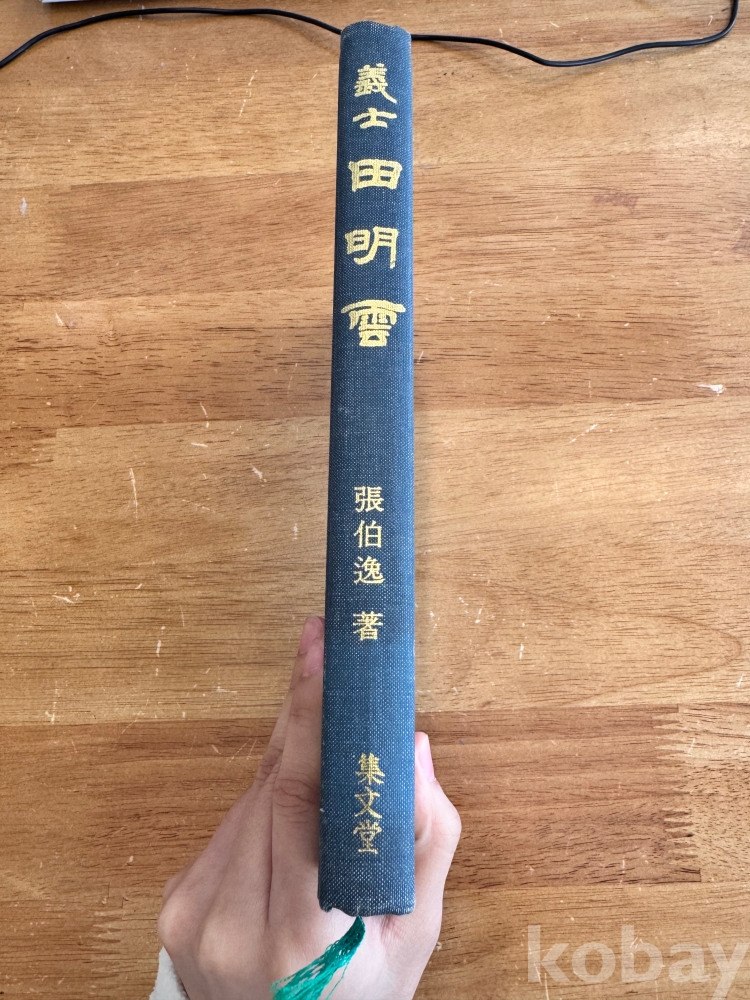 義士 田明雲
張伯逸 著
集文堂
kobay